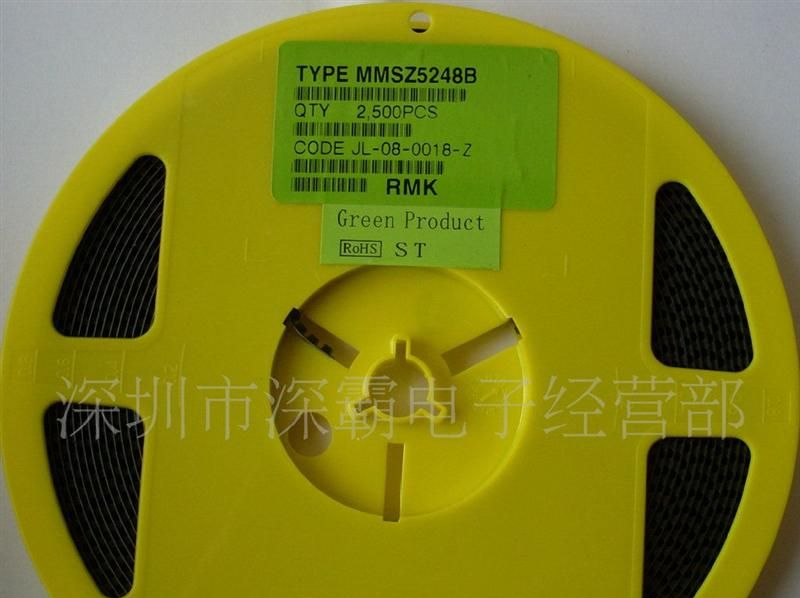 TYPE MMSZ5248B
QTY 2,500PCS
CODE JL-08-0018-Z
RMK
Green Product
RoHS ST
深圳市深霸电子经营部